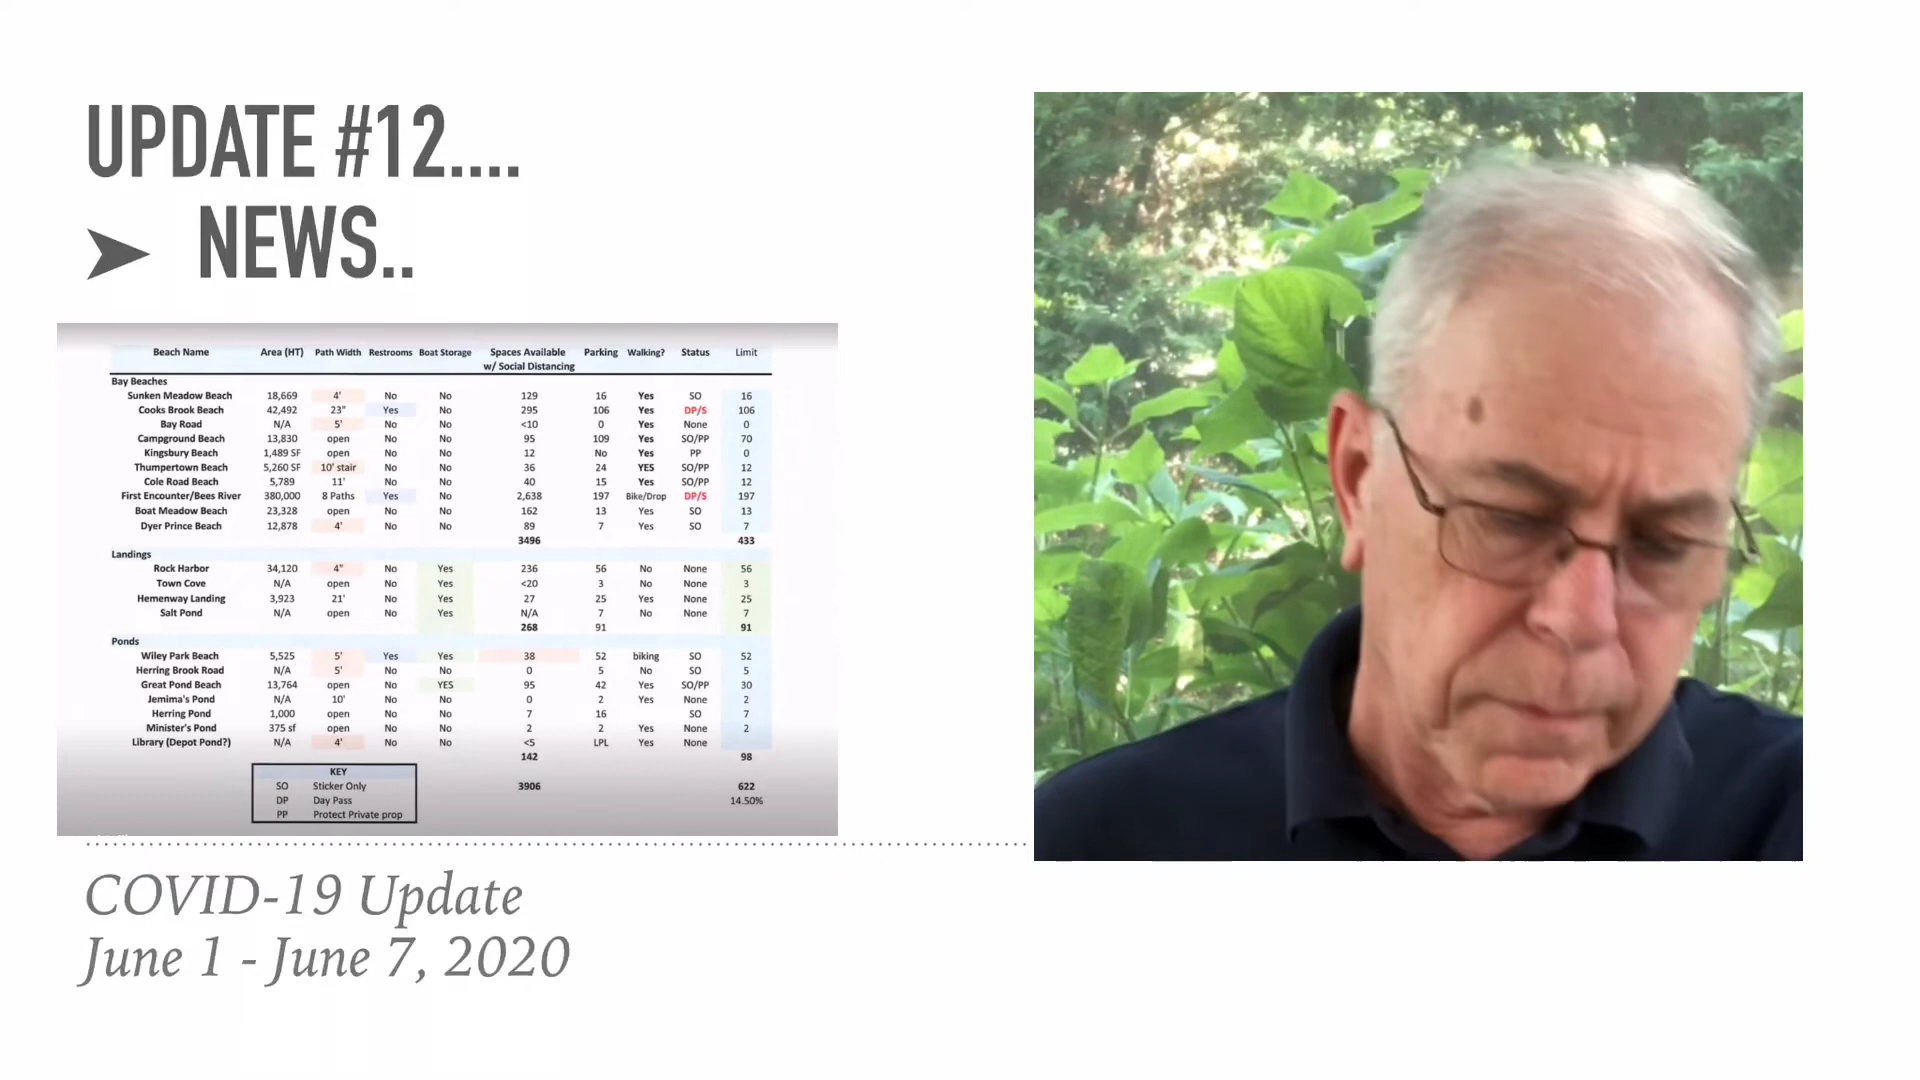 UPDATE #12....
➤ NEWS..
Beach Name Area (HT) Path Width Restrooms Boat Storage Spaces Available Parking Walking? Status Limit
w/ Social Distancing
Bay Beaches
Sunken Meadow Beach 18,669 4' No No 129 16 Yes SO 16
Cooks Brook Beach 42,492 23" Yes No 295 106 Yes DP/S 106
Bay Road N/A 5' No No <10 0 Yes None 0
Campground Beach 13,830 open No No 95 109 Yes SO/PP 70
Kingsbury Beach 1,489 SF open No No 12 No Yes PP 0
Thumpertown Beach 5,260 SF 10' stair No No 36 24 YES SO/PP 12
Cole Road Beach 5,789 11' No No 40 15 Yes SO/PP 12
First Encounter/Bees River 380,000 8 Paths Yes No 2,638 197 Bike/Drop DP/S 197
Boat Meadow Beach 23,328 open No No 162 13 Yes SO 13
Dyer Prince Beach 12,878 4' No No 89 7 Yes SO 7
3496 433
Landings
Rock Harbor 34,120 4" No Yes 236 56 No None 56
Town Cove N/A open No Yes <20 3 No None 3
Hemenway Landing 3,923 21' No Yes 27 25 Yes None 25
Salt Pond N/A open No Yes N/A 7 No None 7
268 91 91
Ponds
Wiley Park Beach 5,525 5' Yes Yes 38 52 biking SO 52
Herring Brook Road N/A 5' No No 0 5 No SO 5
Great Pond Beach 13,764 open No YES 95 42 Yes SO/PP 30
Jemima's Pond N/A 10' No No 0 2 Yes None 2
Herring Pond 1,000 open No No 7 16 SO 7
Minister's Pond 375 sf open No No 2 2 Yes None 2
Library (Depot Pond?) N/A 4' No No <5 LPL Yes None
142 98
KEY
SO Sticker Only 3906 622
DP Day Pass 14.50%
PP Protect Private prop
COVID-19 Update
June 1 - June 7, 2020